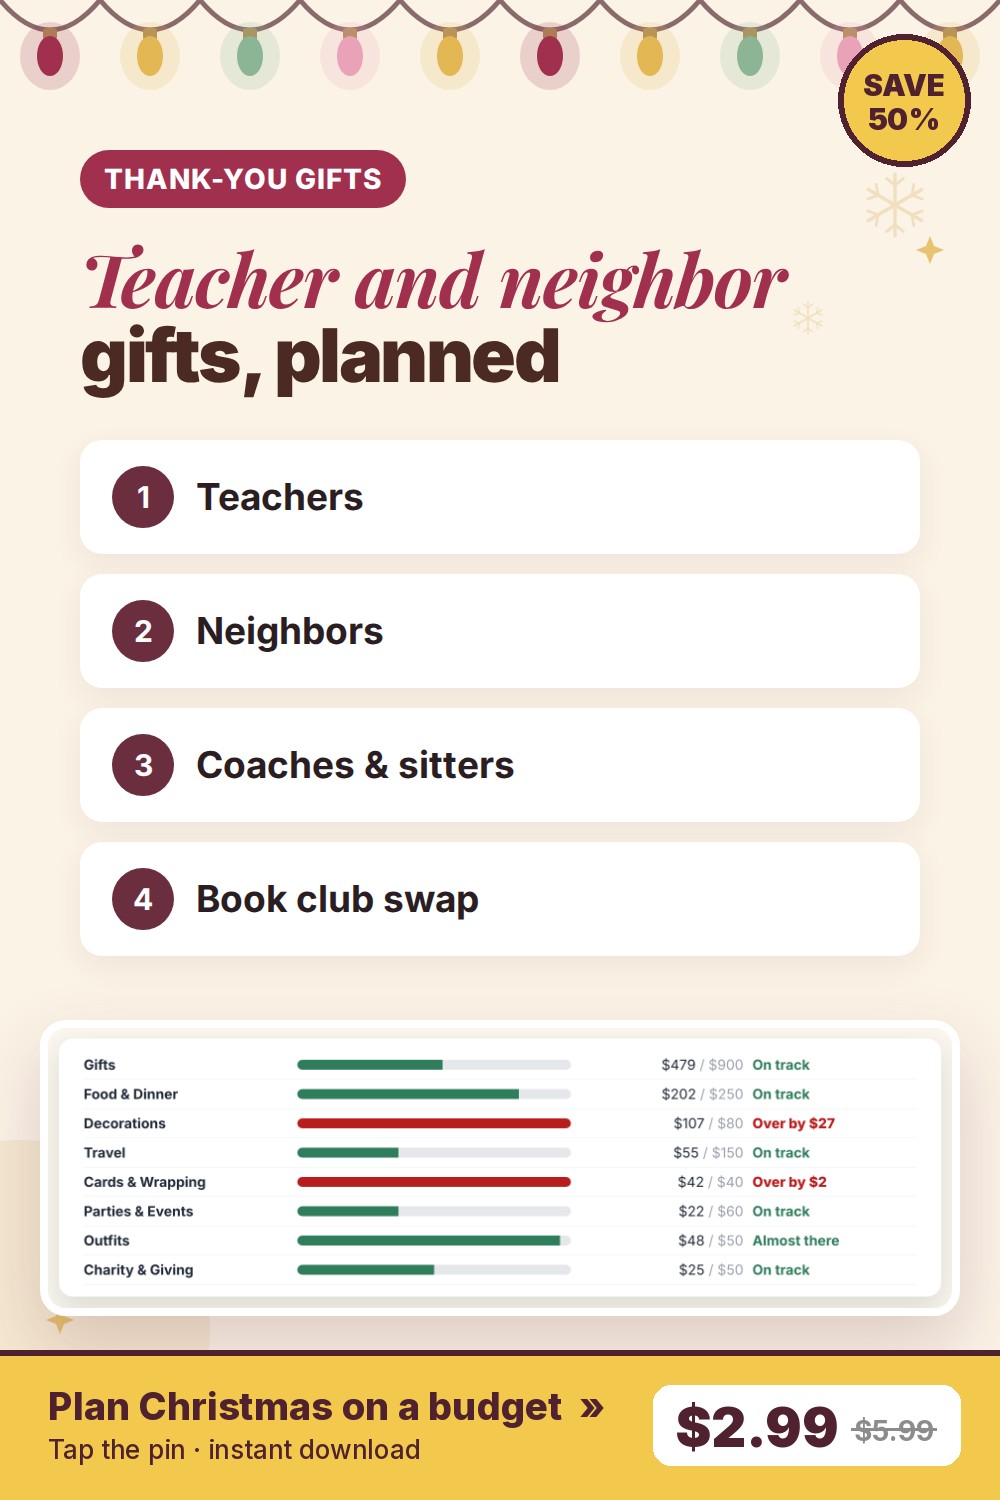 SAVE
50%
THANK-YOU GIFTS
Teacher and neighbor
gifts, planned
1 Teachers
2 Neighbors
3 Coaches & sitters
4 Book club swap
Gifts $479 / $900 On track
Food & Dinner $202 / $250 On track
Decorations $107 / $80 Over by $27
Travel $55 / $150 On track
Cards & Wrapping $42 / $40 Over by $2
Parties & Events $22 / $60 On track
Outfits $48 / $50 Almost there
Charity & Giving $25 / $50 On track
Plan Christmas on a budget »
Tap the pin · instant download
$2.99 $5.99